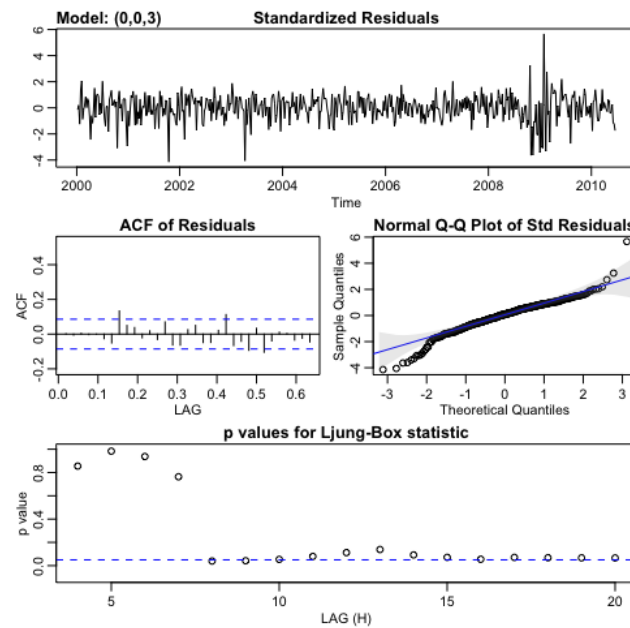 Model: (0,0,3) Standardized Residuals
6
4
2
0
-2
-4
2000 2002 2004 2006 2008 2010
Time
ACF of Residuals
ACF
0.4
0.2
0.0
-0.2
0.0 0.1 0.2 0.3 0.4 0.5 0.6
LAG
Normal Q-Q Plot of Std Residuals
Sample Quantiles
6
4
2
0
-2
-4
-3 -2 -1 0 1 2 3
Theoretical Quantiles
p values for Ljung-Box statistic
p value
0.8
0.4
0.0
5 10 15 20
LAG (H)